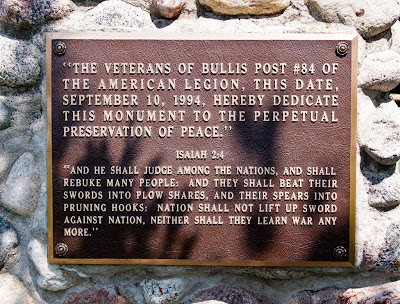 “THE VETERANS OF BULLIS POST #84 OF
THE AMERICAN LEGION, THIS DATE,
SEPTEMBER 10, 1994, HEREBY DEDICATE
THIS MONUMENT TO THE PERPETUAL
PRESERVATION OF PEACE.”
ISAIAH 2:4
“AND HE SHALL JUDGE AMONG THE NATIONS, AND SHALL
REBUKE MANY PEOPLE: AND THEY SHALL BEAT THEIR
SWORDS INTO PLOW SHARES, AND THEIR SPEARS INTO
PRUNING HOOKS: NATION SHALL NOT LIFT UP SWORD
AGAINST NATION, NEITHER SHALL THEY LEARN WAR ANY
MORE.”